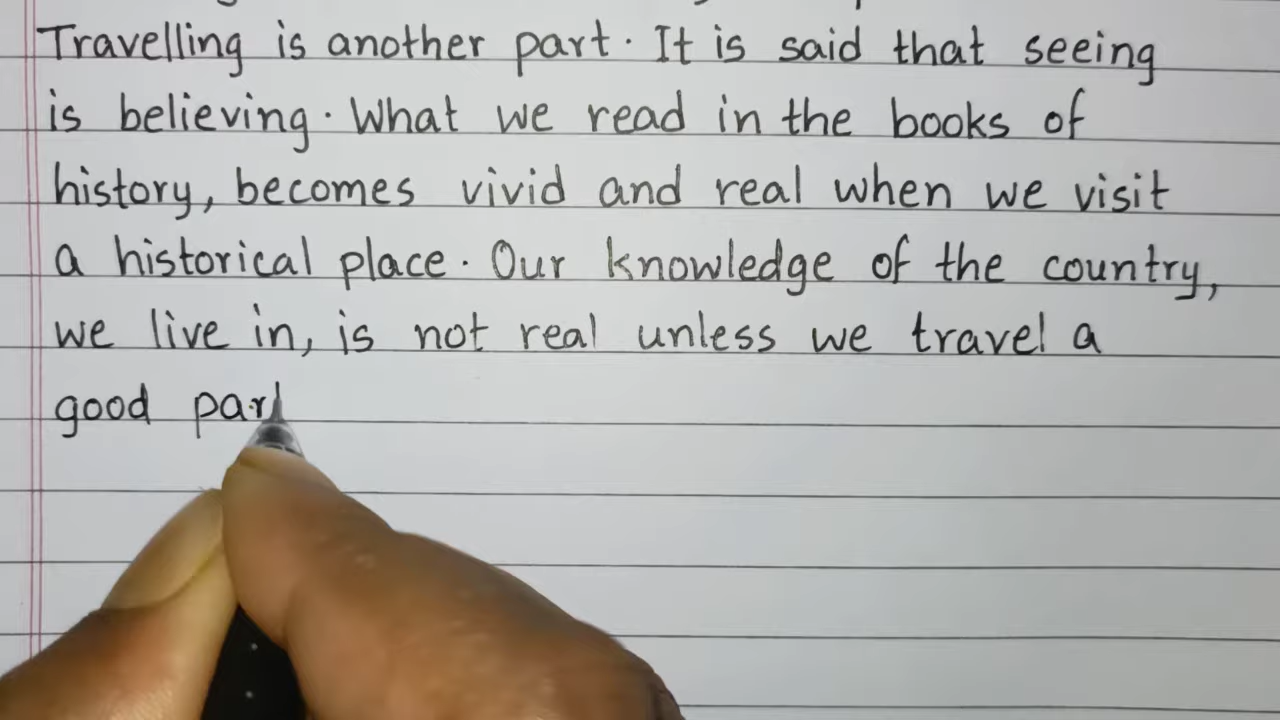 Travelling is another part. It is said that seeing
is believing. What we read in the books of
history, becomes vivid and real when we visit
a historical place. Our knowledge of the country,
we live in, is not real unless we travel a
good par